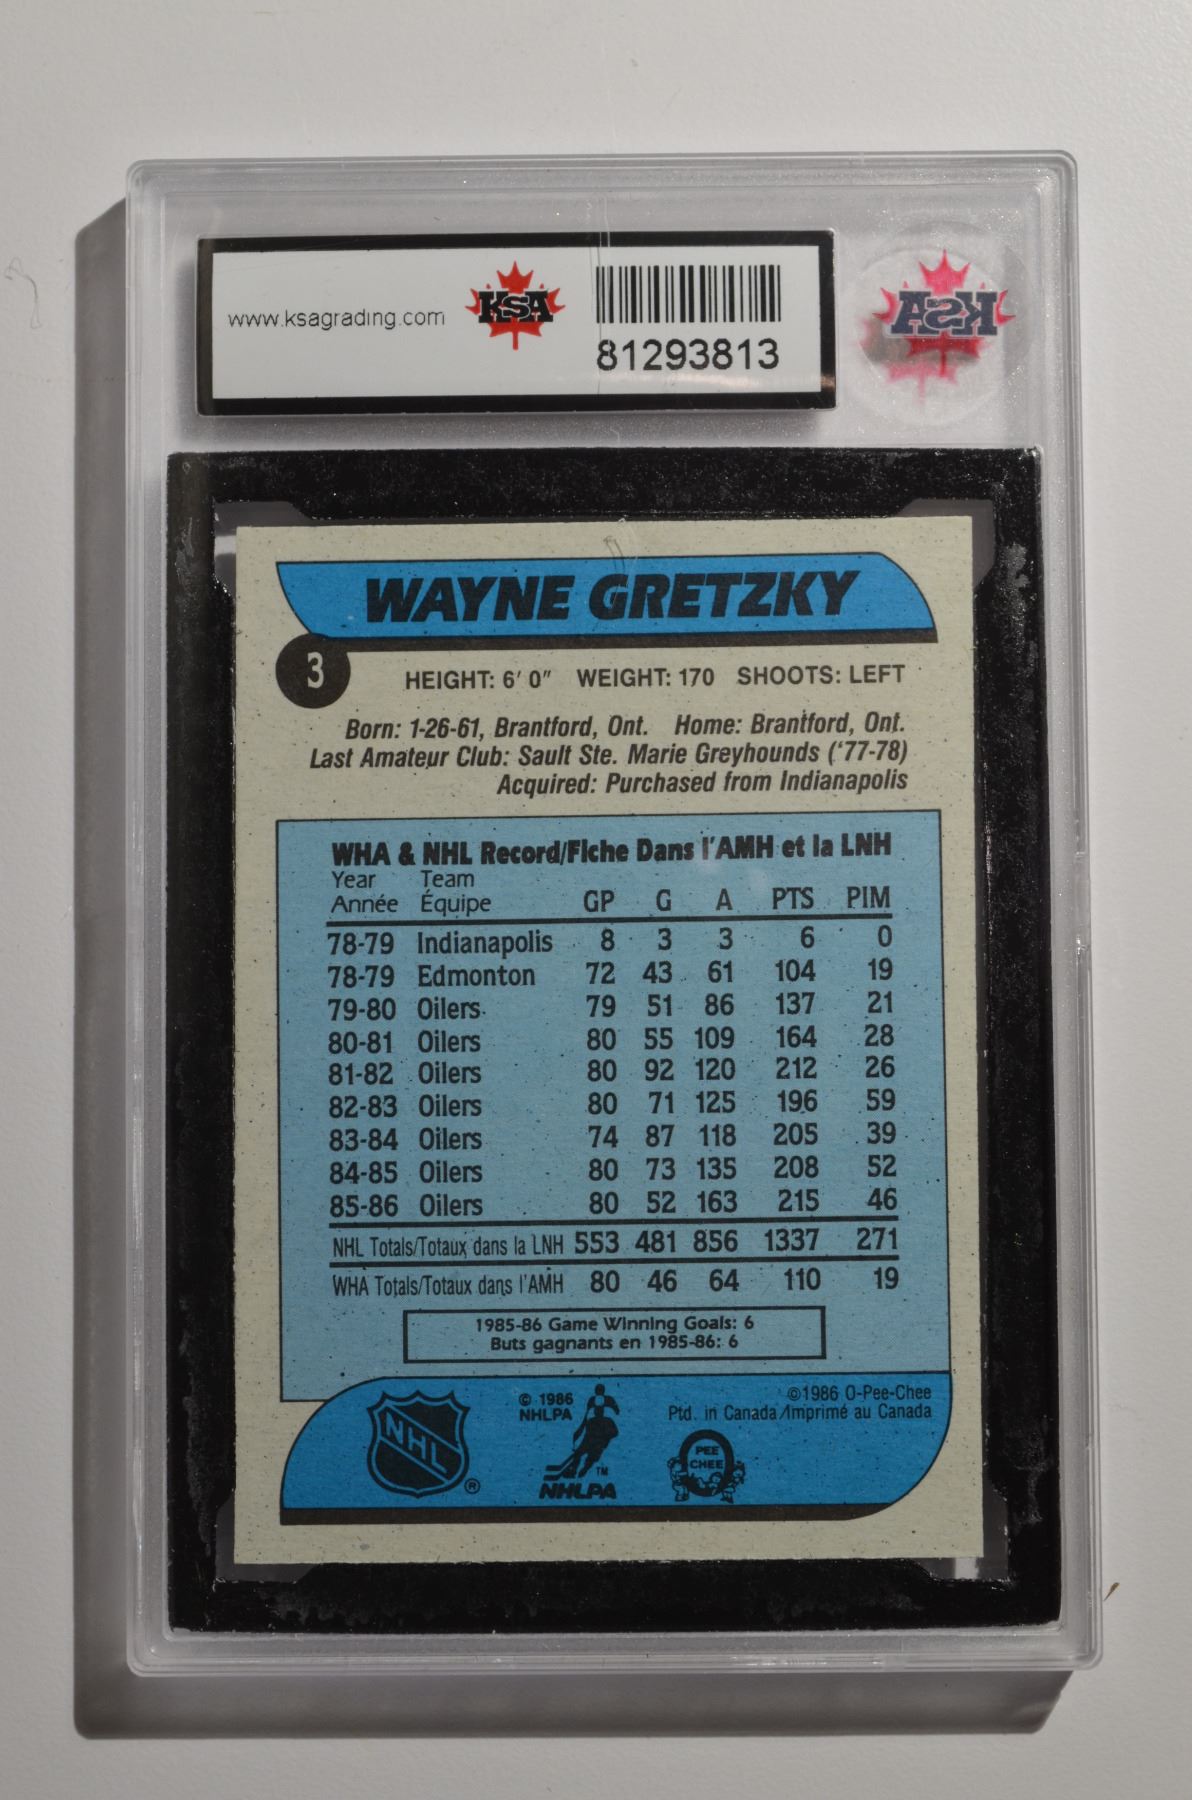 www.ksagrading.com
KSA
81293813
KSA
WAYNE GRETZKY
3
HEIGHT: 6' 0" WEIGHT: 170 SHOOTS: LEFT
Born: 1-26-61, Brantford, Ont. Home: Brantford, Ont.
Last Amateur Club: Sault Ste. Marie Greyhounds ('77-78)
Acquired: Purchased from Indianapolis
WHA & NHL Record/Fiche Dans l'AMH et la LNH
Year Team
Année Équipe GP G A PTS PIM
78-79 Indianapolis 8 3 3 6 0
78-79 Edmonton 72 43 61 104 19
79-80 Oilers 79 51 86 137 21
80-81 Oilers 80 55 109 164 28
81-82 Oilers 80 92 120 212 26
82-83 Oilers 80 71 125 196 59
83-84 Oilers 74 87 118 205 39
84-85 Oilers 80 73 135 208 52
85-86 Oilers 80 52 163 215 46
NHL Totals/Totaux dans la LNH 553 481 856 1337 271
WHA Totals/Totaux dans l'AMH 80 46 64 110 19
1985-86 Game Winning Goals: 6
Buts gagnants en 1985-86: 6
NHL ®
© 1986
NHLPA
TM
NHLPA
©1986 O-Pee-Chee
Ptd. in Canada/Imprimé au Canada
PEE
CHEE